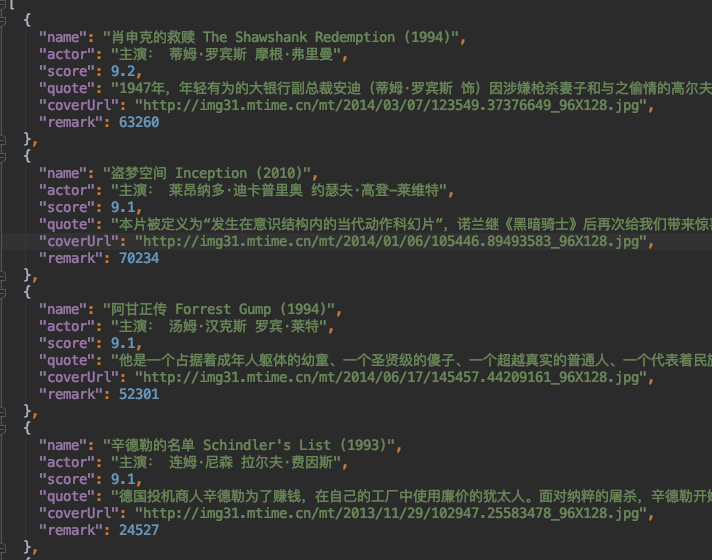 [
{
"name": "肖申克的救赎 The Shawshank Redemption (1994)",
"actor": "主演： 蒂姆·罗宾斯 摩根·弗里曼",
"score": 9.2,
"quote": "1947年，年轻有为的大银行副总裁安迪（蒂姆·罗宾斯 饰）因涉嫌枪杀妻子和与之偷情的高尔夫
"coverUrl": "http://img31.mtime.cn/mt/2014/03/07/123549.37376649_96X128.jpg",
"remark": 63260
},
{
"name": "盗梦空间 Inception (2010)",
"actor": "主演： 莱昂纳多·迪卡普里奥 约瑟夫·高登-莱维特",
"score": 9.1,
"quote": "本片被定义为“发生在意识结构内的当代动作科幻片”，诺兰继《黑暗骑士》后再次给我们带来惊
"coverUrl": "http://img31.mtime.cn/mt/2014/01/06/105446.89493583_96X128.jpg",
"remark": 70234
},
{
"name": "阿甘正传 Forrest Gump (1994)",
"actor": "主演： 汤姆·汉克斯 罗宾·莱特",
"score": 9.1,
"quote": "他是一个占据着成年人躯体的幼童、一个圣贤级的傻子、一个超越真实的普通人、一个代表着民
"coverUrl": "http://img31.mtime.cn/mt/2014/06/17/145457.44209161_96X128.jpg",
"remark": 52301
},
{
"name": "辛德勒的名单 Schindler's List (1993)",
"actor": "主演： 连姆·尼森 拉尔夫·费因斯",
"score": 9.1,
"quote": "德国投机商人辛德勒为了赚钱，在自己的工厂中使用廉价的犹太人。面对纳粹的屠杀，辛德勒开
"coverUrl": "http://img31.mtime.cn/mt/2013/11/29/102947.25583478_96X128.jpg",
"remark": 24527
},